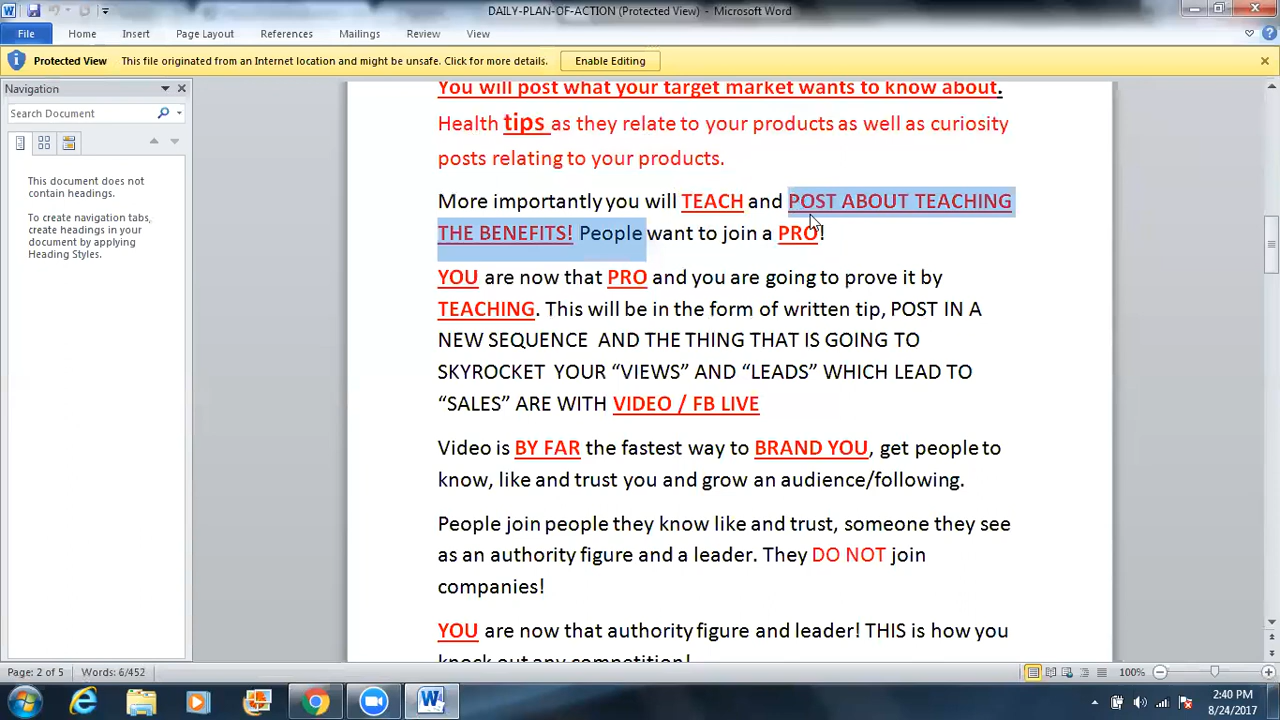 DAILY-PLAN-OF-ACTION (Protected View) - Microsoft Word
File Home Insert Page Layout References Mailings Review View
Protected View This file originated from an Internet location and might be unsafe. Click for more details. Enable Editing
Navigation
Search Document
This document does not
contain headings.
To create navigation tabs,
create headings in your
document by applying
Heading Styles.
You will post what your target market wants to know about.
Health tips as they relate to your products as well as curiosity
posts relating to your products.
More importantly you will TEACH and POST ABOUT TEACHING
THE BENEFITS! People want to join a PRO!
YOU are now that PRO and you are going to prove it by
TEACHING. This will be in the form of written tip, POST IN A
NEW SEQUENCE AND THE THING THAT IS GOING TO
SKYROCKET YOUR “VIEWS” AND “LEADS” WHICH LEAD TO
“SALES” ARE WITH VIDEO / FB LIVE
Video is BY FAR the fastest way to BRAND YOU, get people to
know, like and trust you and grow an audience/following.
People join people they know like and trust, someone they see
as an authority figure and a leader. They DO NOT join
companies!
YOU are now that authority figure and leader! THIS is how you
knock out any competition!
Page: 2 of 5 Words: 6/452 100%
2:40 PM
8/24/2017